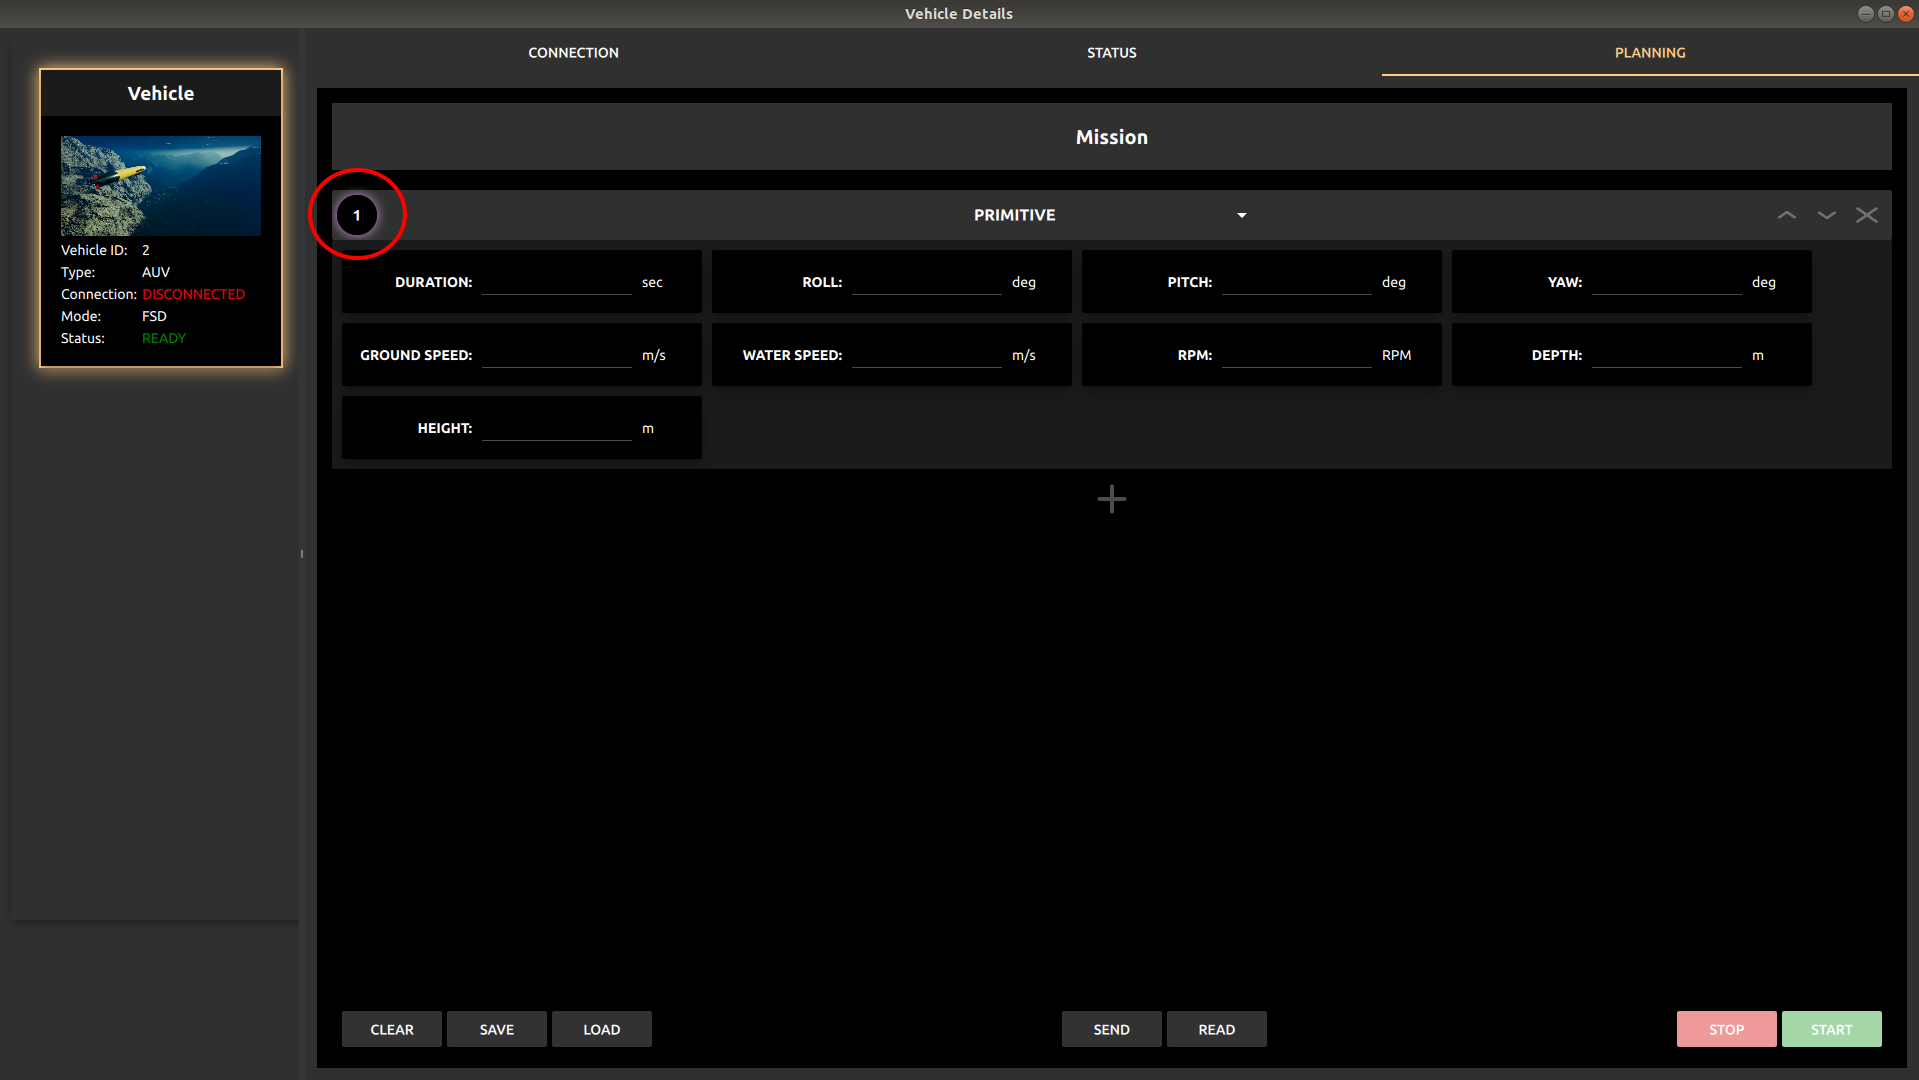 Vehicle Details
CONNECTION STATUS PLANNING
Vehicle
Vehicle ID: 2
Type: AUV
Connection: DISCONNECTED
Mode: FSD
Status: READY
Mission
1 PRIMITIVE
DURATION: sec ROLL: deg PITCH: deg YAW: deg
GROUND SPEED: m/s WATER SPEED: m/s RPM: RPM DEPTH: m
HEIGHT: m
CLEAR SAVE LOAD SEND READ STOP START